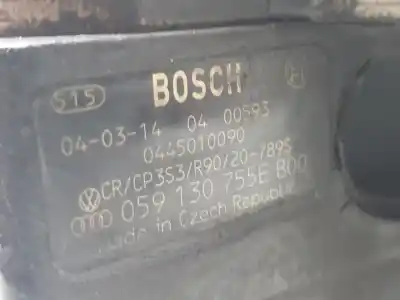 S15 BOSCH
04-03-14 04 00593
0445010090
CR/CP3S3/R90/20-789S
059 130 755E B00
Made in Czech Republic